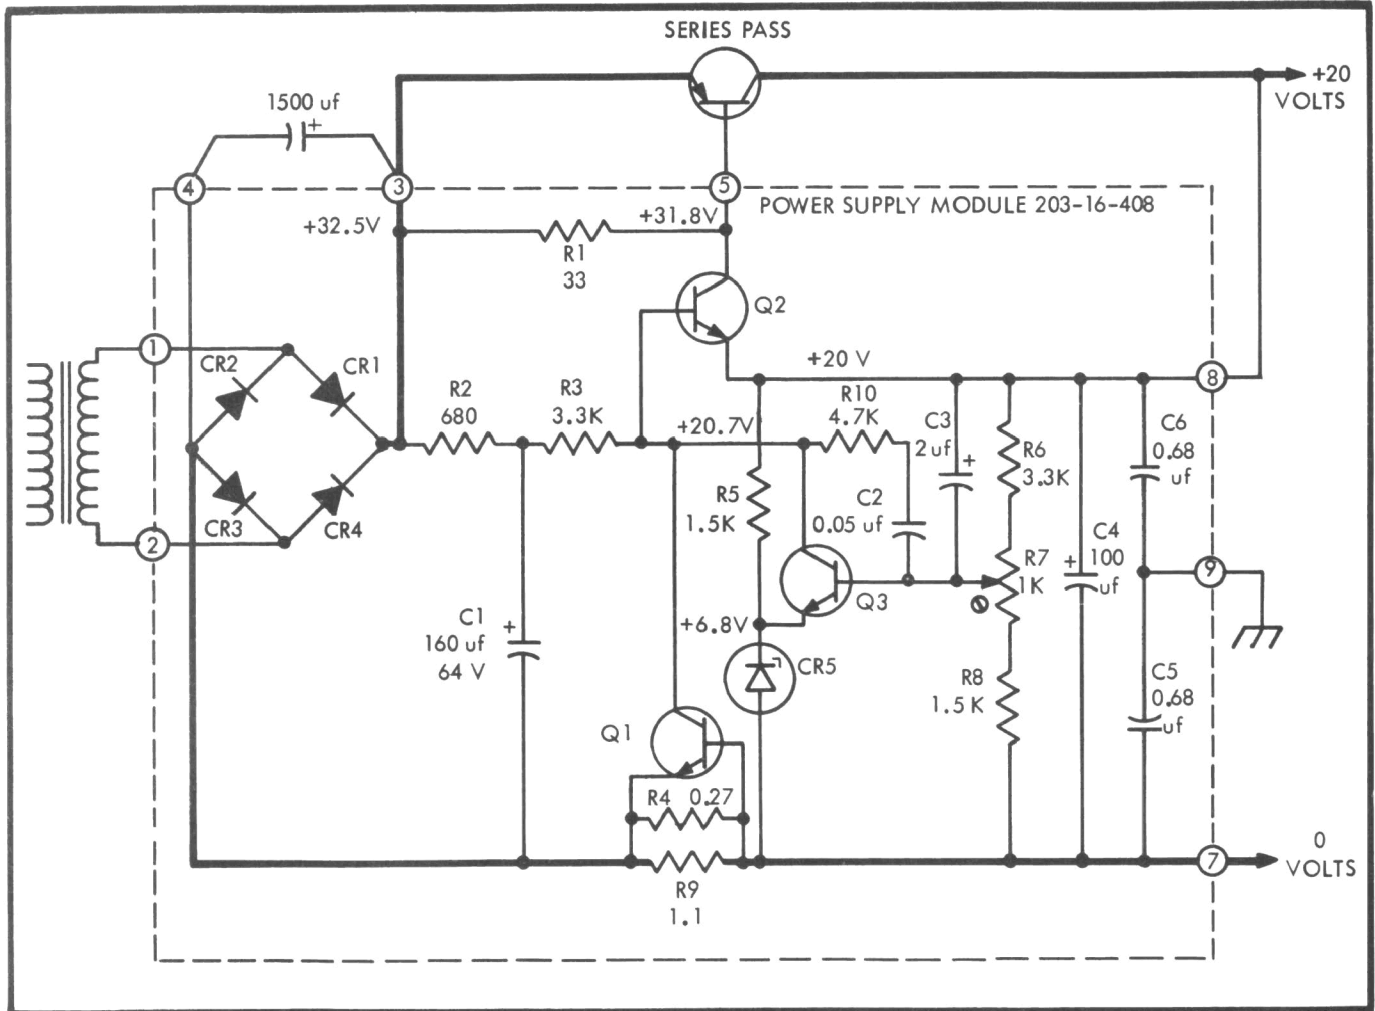 SERIES PASS
+20
VOLTS
1500 uf
+
4
3
5
POWER SUPPLY MODULE 203-16-408
+32.5V
+31.8V
R1
33
Q2
1
CR2
CR1
+20 V
8
R2
680
R3
3.3K
+20.7V
R10
4.7K
C3
2 uf
+
R6
3.3K
C6
0.68
uf
R5
1.5K
C2
0.05 uf
2
CR3
CR4
Q3
R7
1K
C4
+ 100
uf
9
C1
+
160 uf
64 V
+6.8V
CR5
R8
1.5 K
C5
0.68
uf
Q1
R4 0.27
R9
1.1
7
0
VOLTS